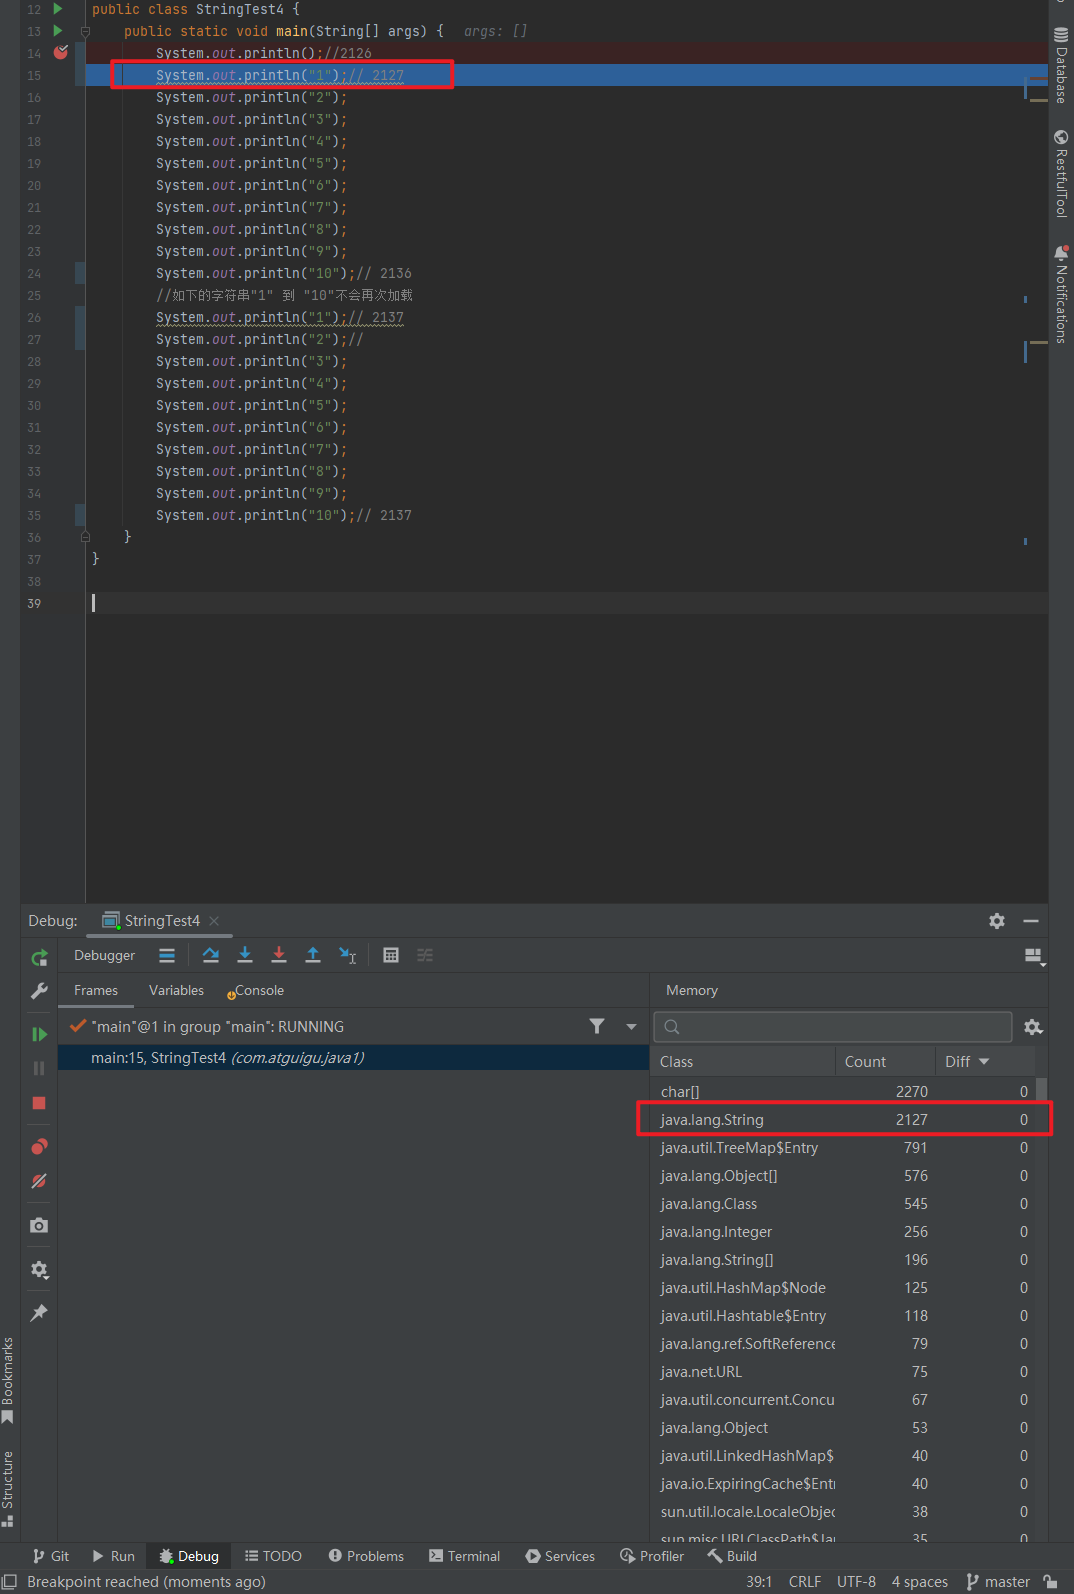 12 public class StringTest4 {
13 public static void main(String[] args) { args: []
14 System.out.println();//2126
15 System.out.println("1");// 2127
16 System.out.println("2");
17 System.out.println("3");
18 System.out.println("4");
19 System.out.println("5");
20 System.out.println("6");
21 System.out.println("7");
22 System.out.println("8");
23 System.out.println("9");
24 System.out.println("10");// 2136
25 //如下的字符串"1" 到 "10"不会再次加载
26 System.out.println("1");// 2137
27 System.out.println("2");//
28 System.out.println("3");
29 System.out.println("4");
30 System.out.println("5");
31 System.out.println("6");
32 System.out.println("7");
33 System.out.println("8");
34 System.out.println("9");
35 System.out.println("10");// 2137
36 }
37 }
38
39
Database
RestfulTool
Notifications
Debug: StringTest4
Debugger
Frames Variables Console Memory
"main"@1 in group "main": RUNNING
main:15, StringTest4 (com.atguigu.java1)
Class Count Diff
char[] 2270 0
java.lang.String 2127 0
java.util.TreeMap$Entry 791 0
java.lang.Object[] 576 0
java.lang.Class 545 0
java.lang.Integer 256 0
java.lang.String[] 196 0
java.util.HashMap$Node 125 0
java.util.Hashtable$Entry 118 0
java.lang.ref.SoftReference 79 0
java.net.URL 75 0
java.util.concurrent.Concu 67 0
java.lang.Object 53 0
java.util.LinkedHashMap$ 40 0
java.io.ExpiringCache$Ent 40 0
sun.util.locale.LocaleObjec 38 0
sun.misc.URLClassPath$Ja 35 0
Bookmarks
Structure
Git Run Debug TODO Problems Terminal Services Profiler Build
Breakpoint reached (moments ago) 39:1 CRLF UTF-8 4 spaces master